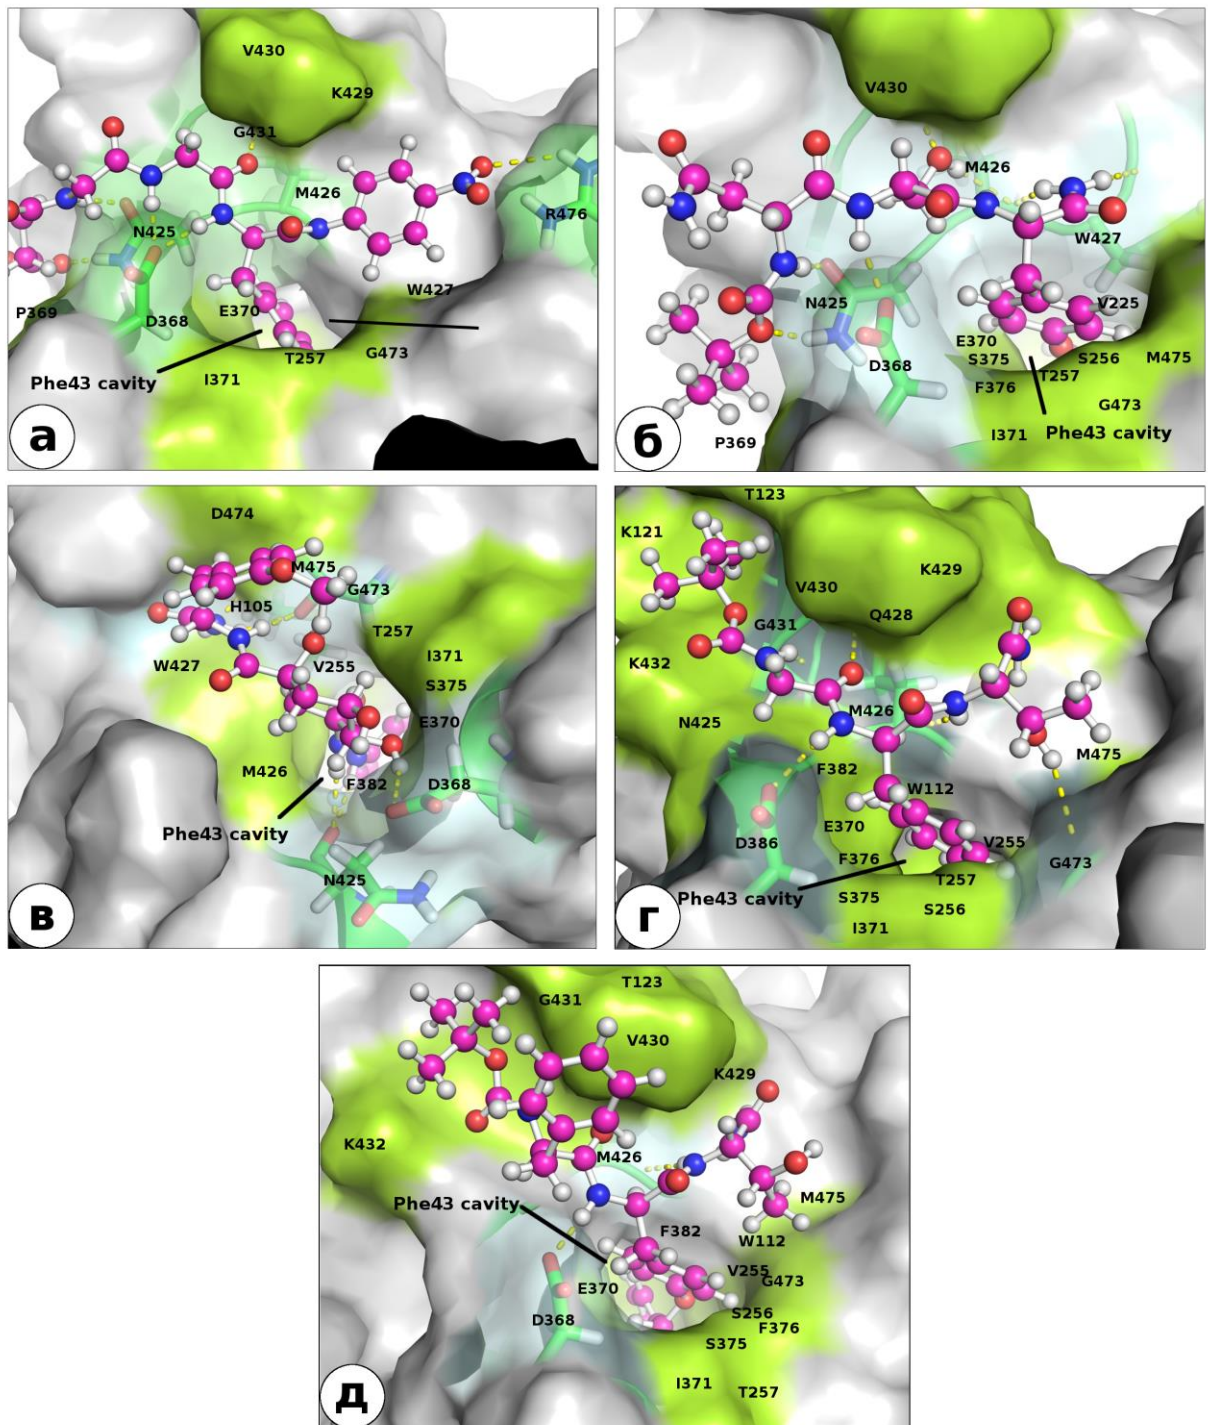 V430
K429
G431
M426
R476
N425
W427
P369
E370
D368
T257
G473
Phe43 cavity
I371
а
V430
M426
W427
N425
V225
E370
S375
S256
M475
D368
T257
F376
G473
P369
I371
Phe43 cavity
б
D474
M475
G473
H105
T257
W427
V255
I371
S375
E370
M426
F382
D368
Phe43 cavity
N425
в
T123
K121
K429
V430
Q428
G431
K432
N425
M426
M475
F382
W112
E370
D386
V255
F376
G473
T257
Phe43 cavity
S375
S256
I371
г
T123
G431
V430
K429
K432
M426
M475
Phe43 cavity
F382
W112
V255
G473
E370
S256
D368
F376
S375
I371
T257
д